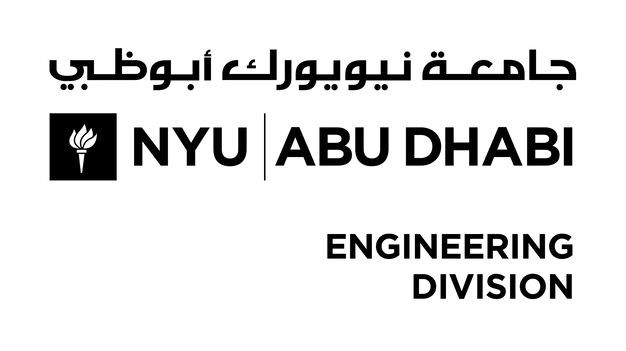 جامعة نيويورك أبوظبي
NYU | ABU DHABI
ENGINEERING
DIVISION